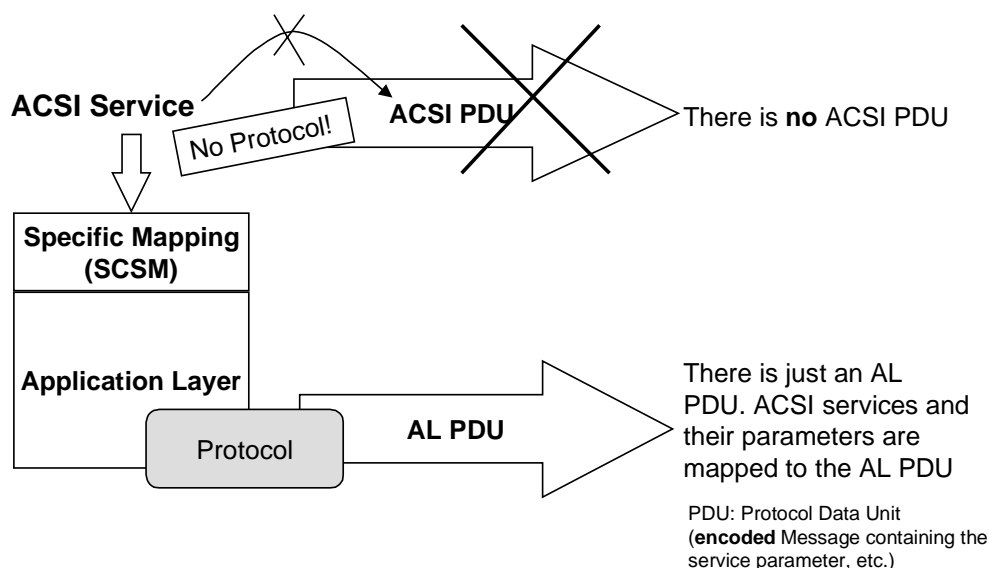 ACSI Service
No Protocol!
ACSI PDU
There is no ACSI PDU
Specific Mapping
(SCSM)
Application Layer
Protocol
AL PDU
There is just an AL
PDU. ACSI services and
their parameters are
mapped to the AL PDU
PDU: Protocol Data Unit
(encoded Message containing the
service parameter, etc.)